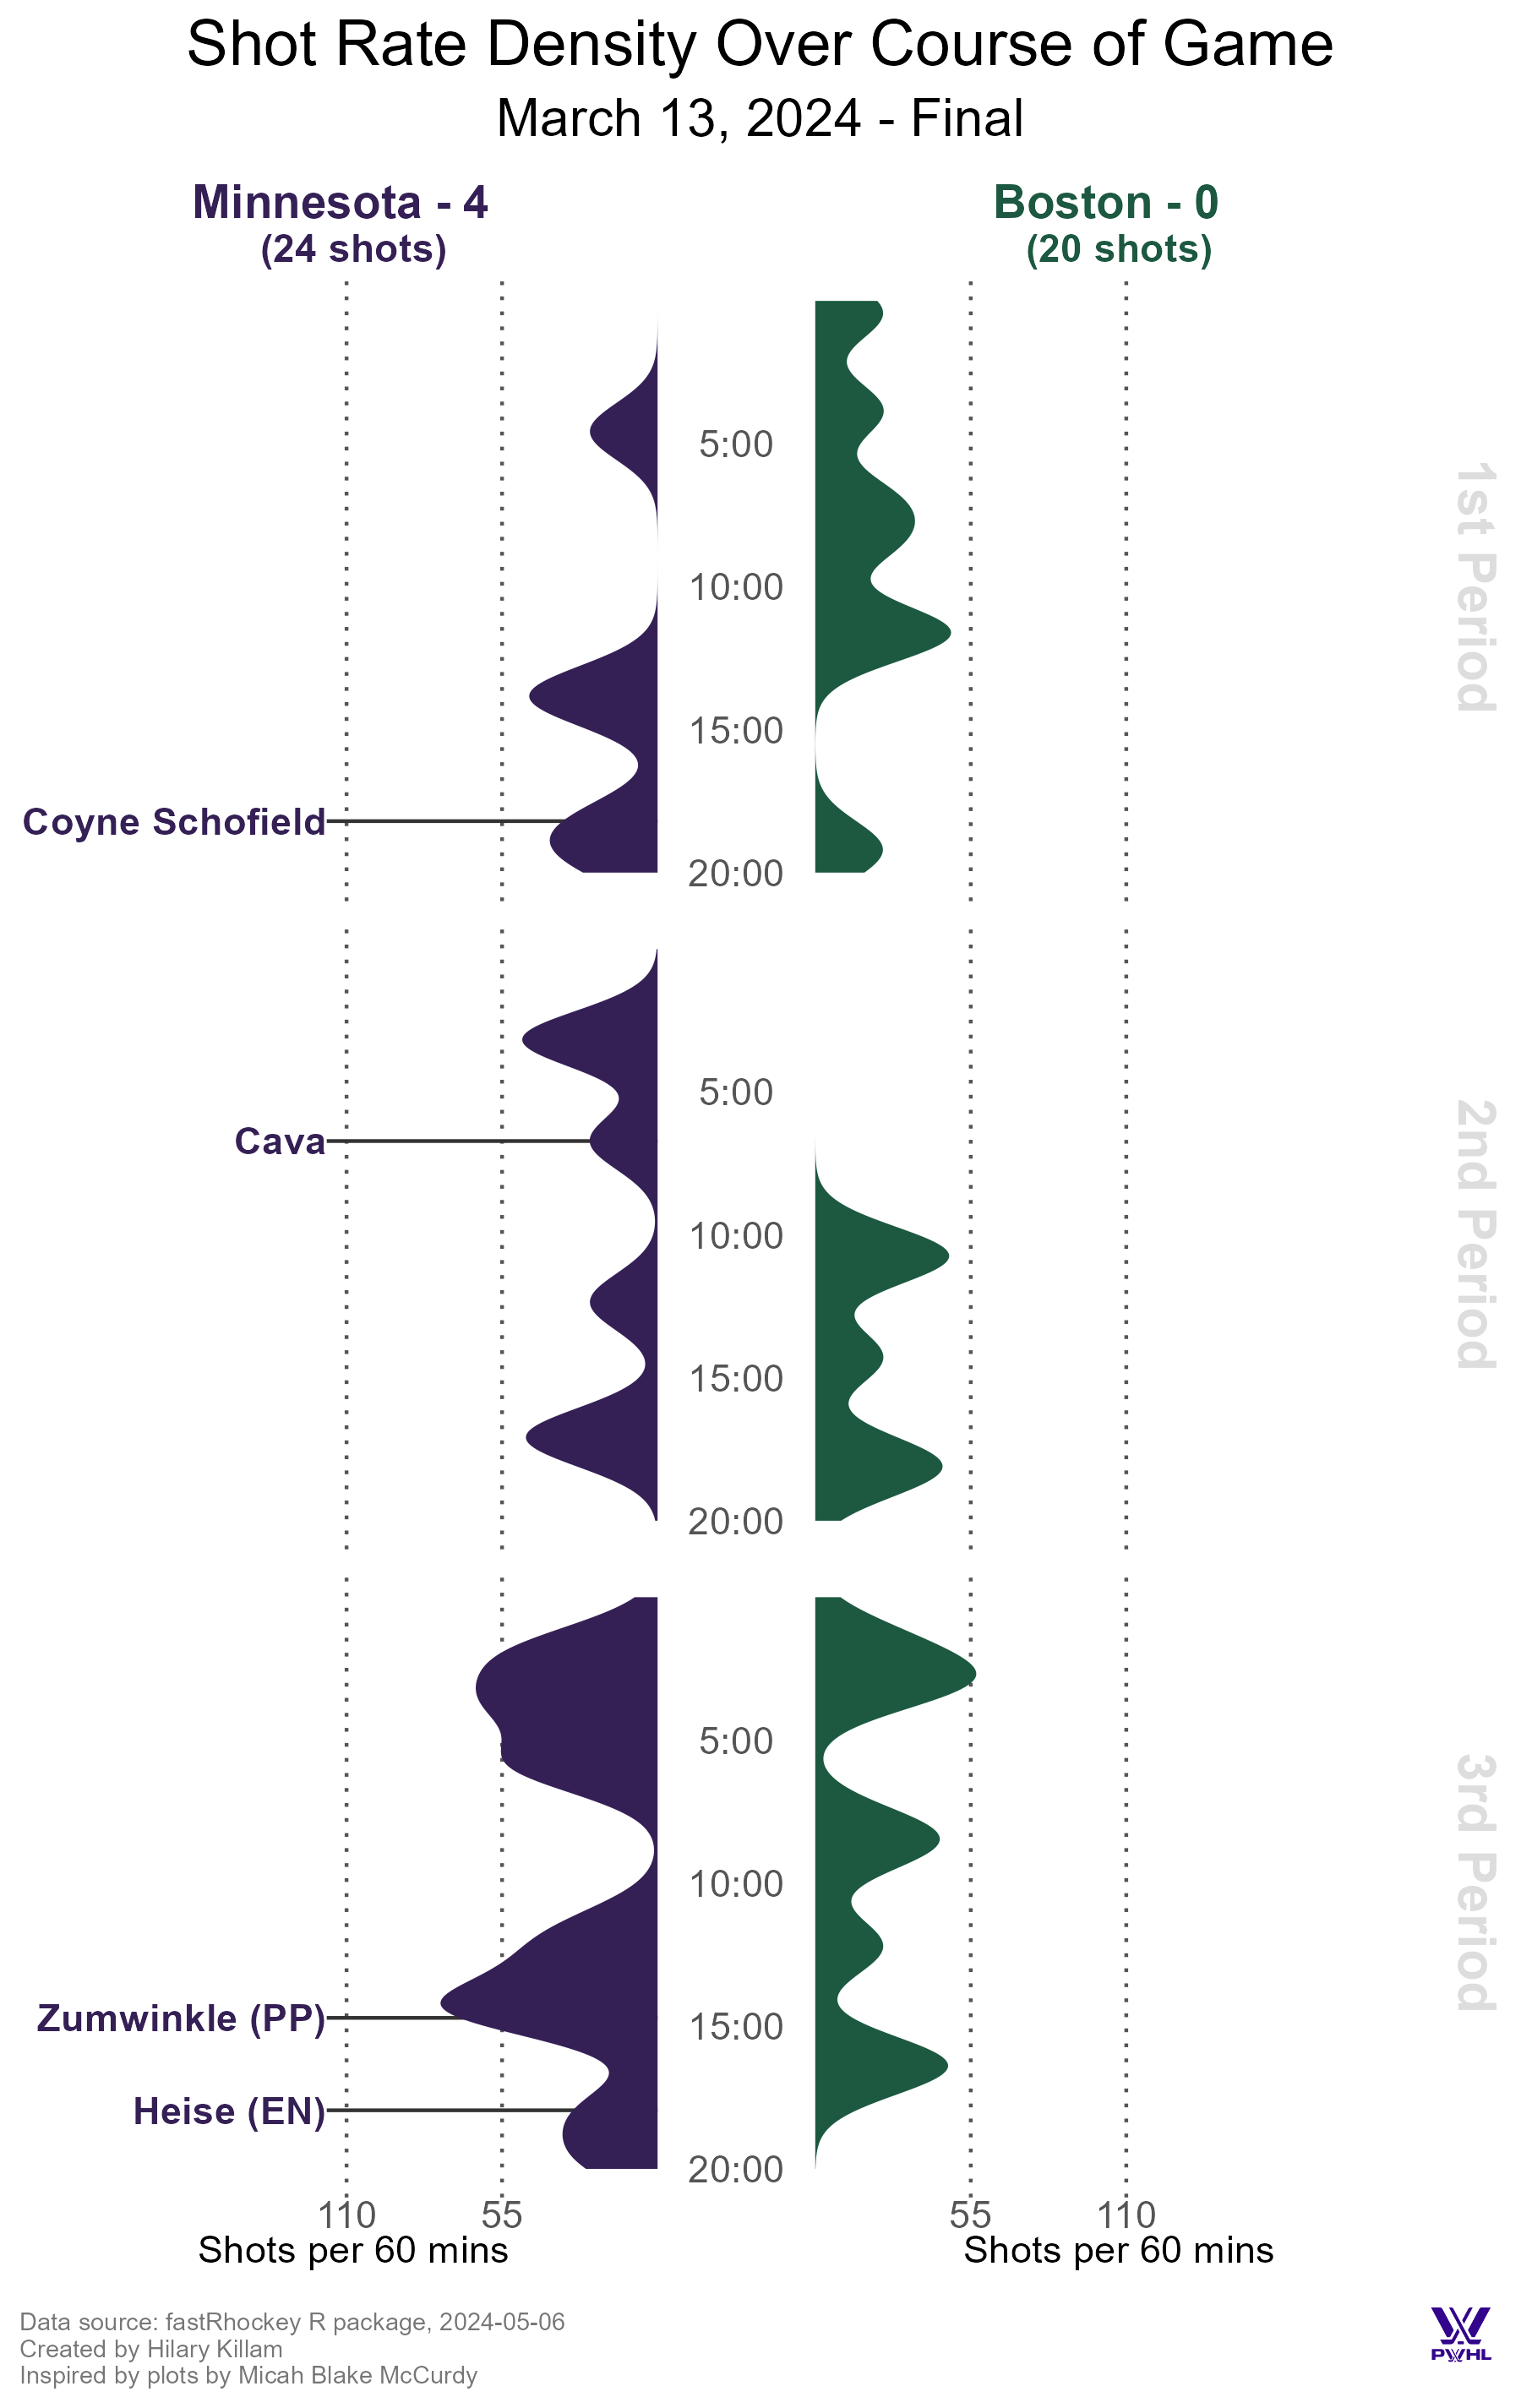 Shot Rate Density Over Course of Game
March 13, 2024 - Final
Minnesota - 4
(24 shots)
Boston - 0
(20 shots)
5:00
10:00
15:00
20:00
Coyne Schofield
1st Period
5:00
10:00
15:00
20:00
Cava
2nd Period
5:00
10:00
15:00
20:00
Zumwinkle (PP)
Heise (EN)
3rd Period
110
55
55
110
Shots per 60 mins
Shots per 60 mins
Data source: fastRhockey R package, 2024-05-06
Created by Hilary Killam
Inspired by plots by Micah Blake McCurdy
PWHL